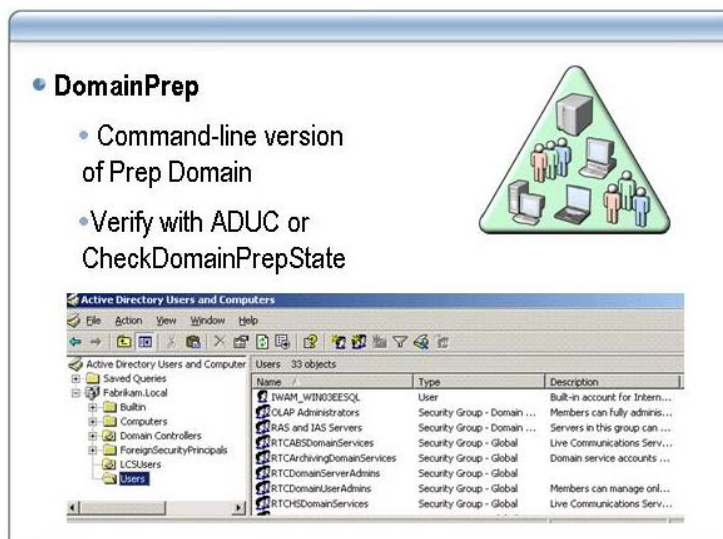 DomainPrep
Command-line version
of Prep Domain
Verify with ADUC or
CheckDomainPrepState
Active Directory Users and Computers
File Action View Window Help
Active Directory Users and Computer
Users 33 objects
Saved Queries
Fabrikam.Local
Builtin
Computers
Domain Controllers
ForeignSecurityPrincipals
LCSUsers
Users
Name Type Description
IWAM_WIN03EESQL User Built-in account for Intern...
OLAP Administrators Security Group - Domain ... Members can fully adminis...
RAS and IAS Servers Security Group - Domain ... Servers in this group can ...
RTCABSDomainServices Security Group - Global Live Communications Serv...
RTCArchivingDomainServices Security Group - Global Domain service accounts ...
RTCDomainServerAdmins Security Group - Global
RTCDomainUserAdmins Security Group - Global Members can manage onl...
RTCHSDomainServices Security Group - Global Live Communications Serv...